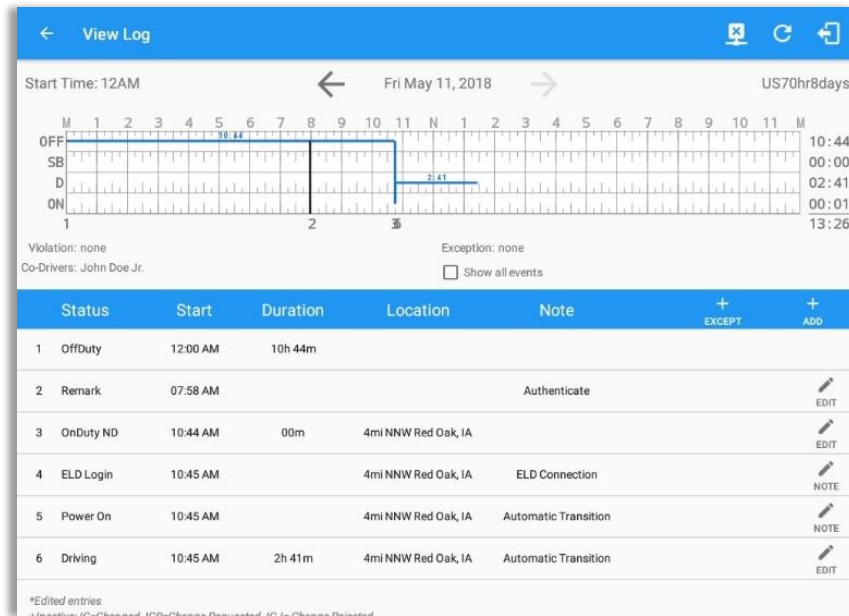 View Log
Start Time: 12AM Fri May 11, 2018 US70hr8days
M 1 2 3 4 5 6 7 8 9 10 11 N 1 2 3 4 5 6 7 8 9 10 11 M
OFF 10:44 10:44
SB 00:00
D 2:41 02:41
ON 00:01
1 2 13:26
Violation: none Exception: none
Co-Drivers: John Doe Jr. Show all events
Status Start Duration Location Note + EXCEPT + ADD
1 OffDuty 12:00 AM 10h 44m
2 Remark 07:58 AM Authenticate EDIT
3 OnDuty ND 10:44 AM 00m 4mi NNW Red Oak, IA EDIT
4 ELD Login 10:45 AM 4mi NNW Red Oak, IA ELD Connection NOTE
5 Power On 10:45 AM 4mi NNW Red Oak, IA Automatic Transition NOTE
6 Driving 10:45 AM 2h 41m 4mi NNW Red Oak, IA Automatic Transition EDIT
*Edited entries